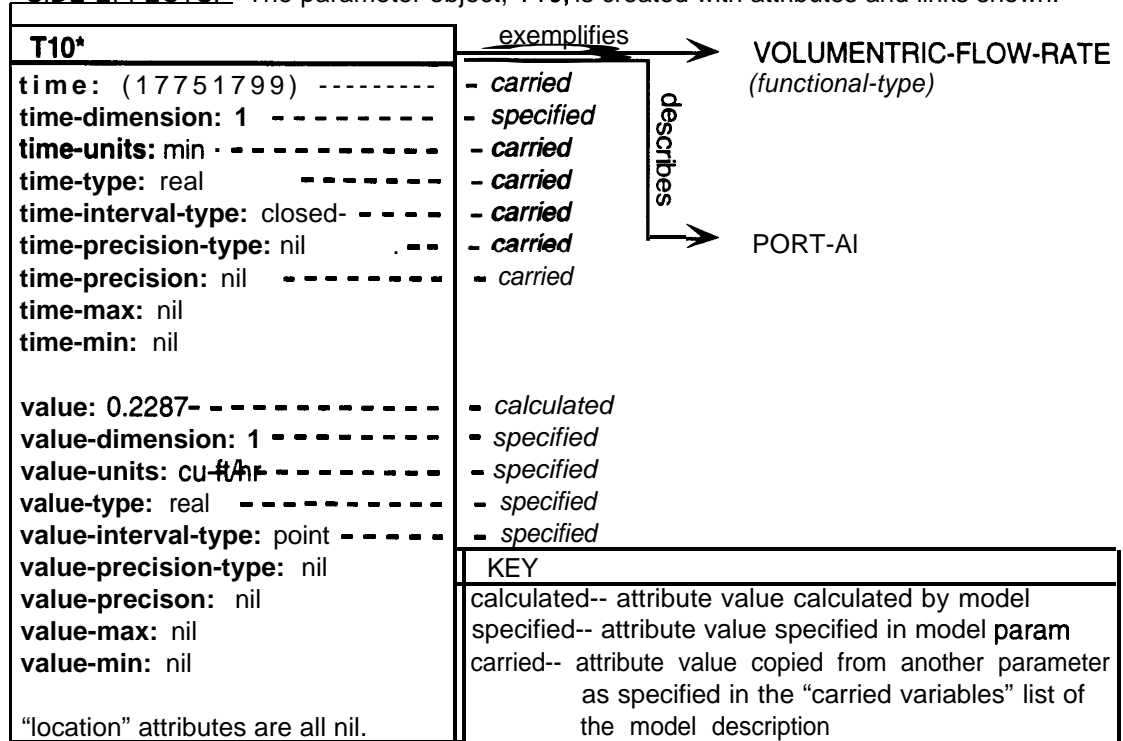 SIDE-EFFECTS: The parameter object, T10, is created with attributes and links shown.
T10*
exemplifies
VOLUMENTRIC-FLOW-RATE
(functional-type)
describes
PORT-AI
time: (17751799) --------- - carried
time-dimension: 1 - - - - - - - - - specified
time-units: min - - - - - - - - - - - - carried
time-type: real - - - - - - - - carried
time-interval-type: closed- - - - - - carried
time-precision-type: nil . - - - carried
time-precision: nil - - - - - - - - - carried
time-max: nil
time-min: nil
value: 0.2287- - - - - - - - - - - - - - calculated
value-dimension: 1 - - - - - - - - - - specified
value-units: cu-ft/hr- - - - - - - - - - - specified
value-type: real - - - - - - - - - - - specified
value-interval-type: point - - - - - - specified
value-precision-type: nil
value-precison: nil
value-max: nil
value-min: nil
"location" attributes are all nil.
KEY
calculated-- attribute value calculated by model
specified-- attribute value specified in model param
carried-- attribute value copied from another parameter
as specified in the "carried variables" list of
the model description